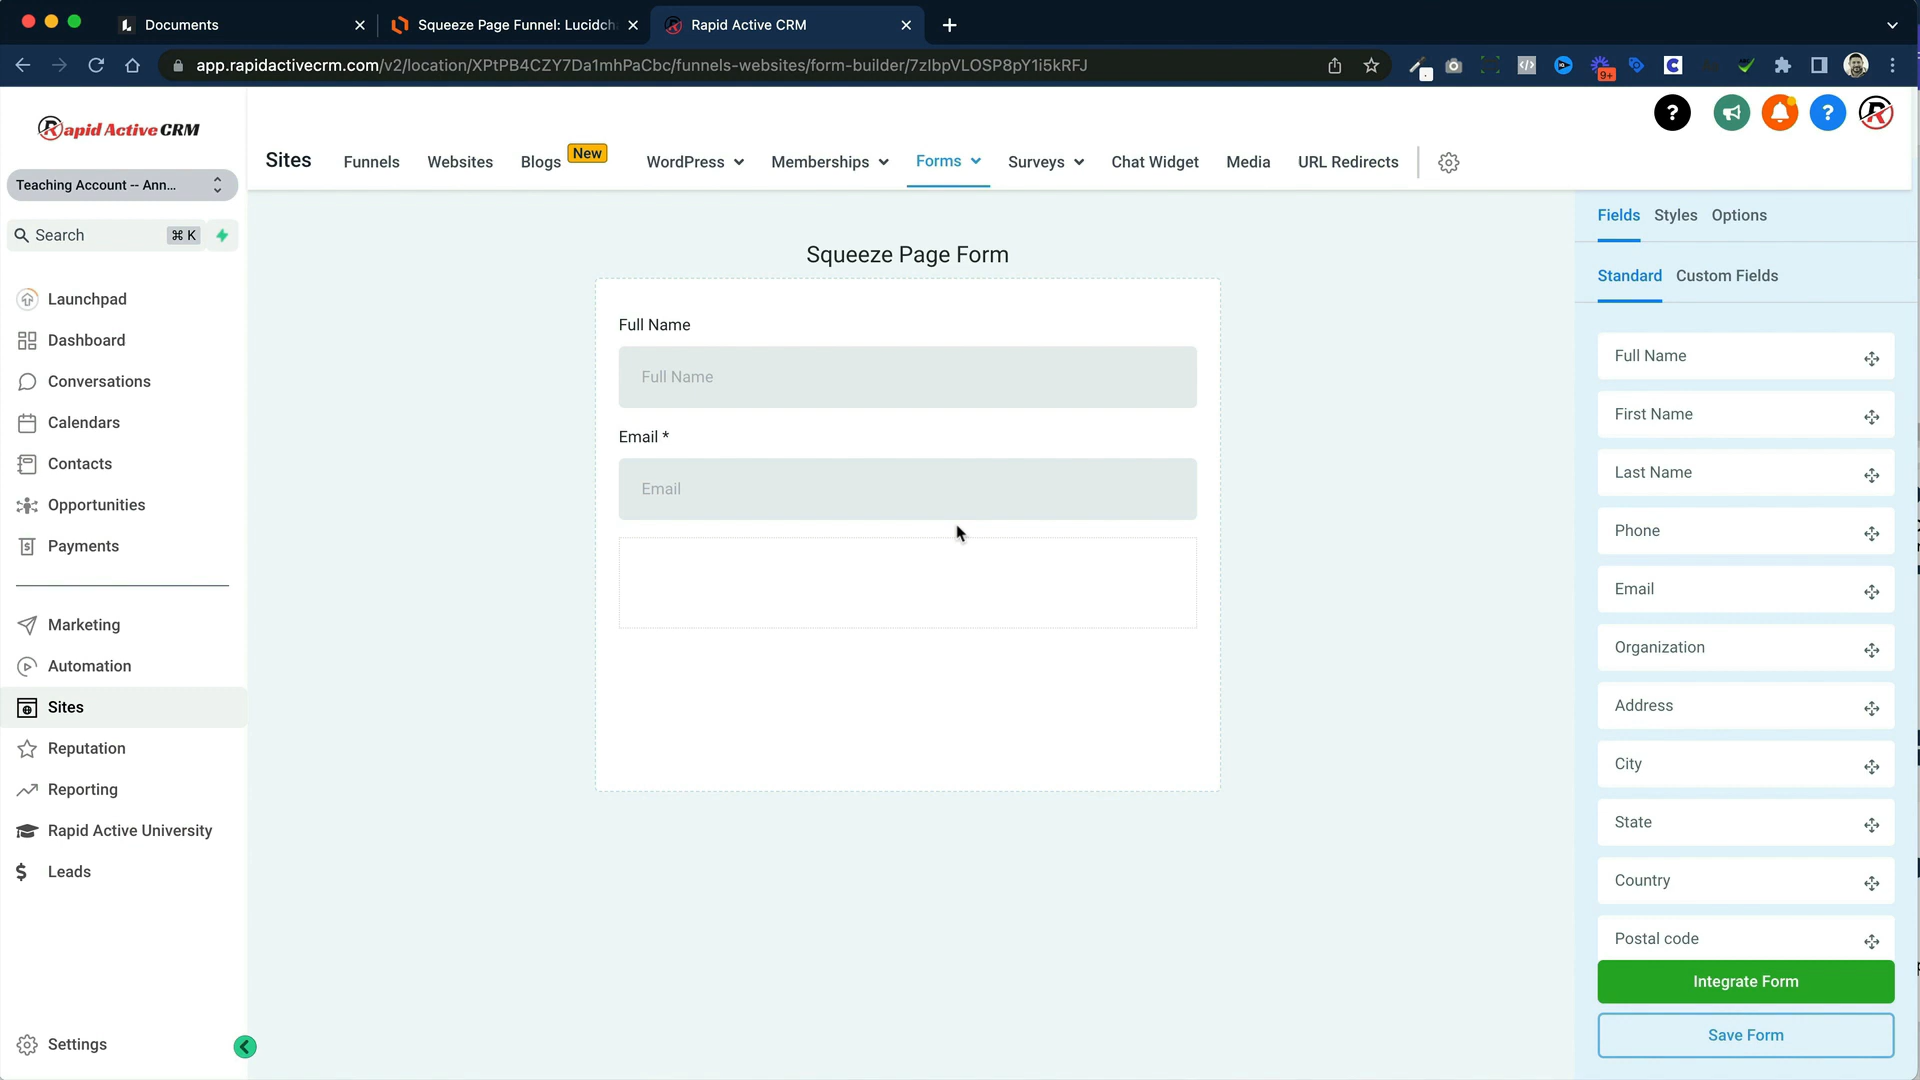 Documents
Squeeze Page Funnel: Lucidch
Rapid Active CRM
app.rapidactivecrm.com/v2/location/XPtPB4CZY7Da1mhPaCbc/funnels-websites/form-builder/7zIbpVLOSP8pY1i5kRFJ
9+
Rapid Active CRM
Teaching Account -- Ann...
Search
⌘ K
Launchpad
Dashboard
Conversations
Calendars
Contacts
Opportunities
Payments
Marketing
Automation
Sites
Reputation
Reporting
Rapid Active University
Leads
Settings
Sites
Funnels
Websites
Blogs
New
WordPress
Memberships
Forms
Surveys
Chat Widget
Media
URL Redirects
Squeeze Page Form
Full Name
Full Name
Email *
Email
Fields
Styles
Options
Standard
Custom Fields
Full Name
First Name
Last Name
Phone
Email
Organization
Address
City
State
Country
Postal code
Integrate Form
Save Form